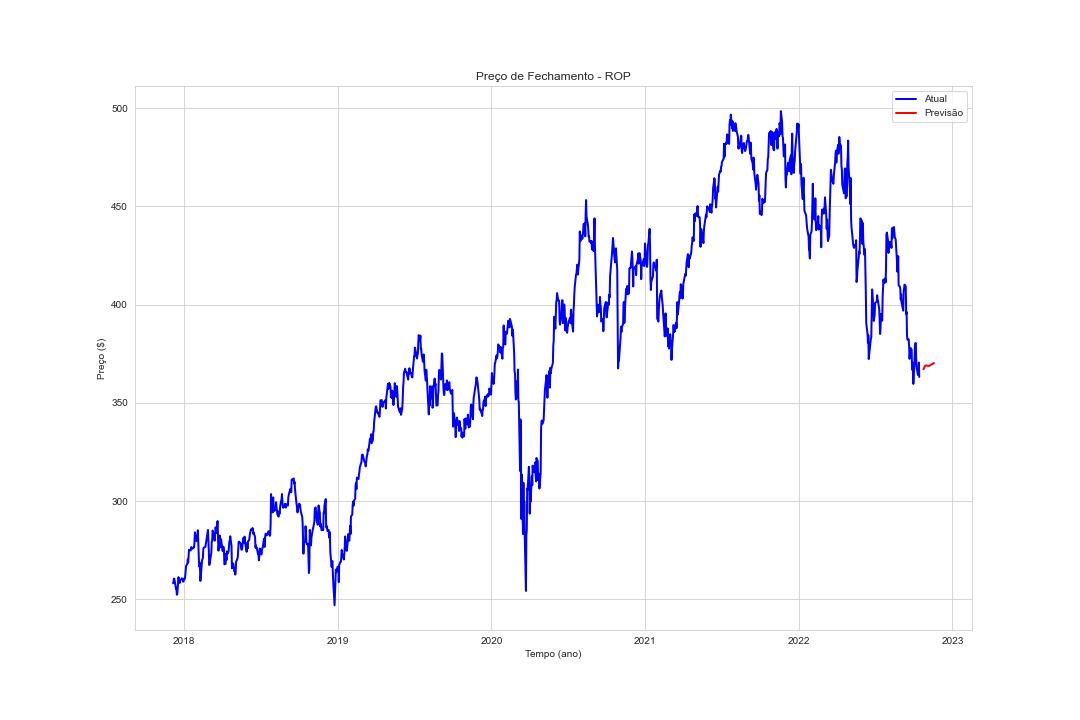 Preço de Fechamento - ROP
Atual
Previsão
500
450
400
350
300
250
Preço ($)
2018 2019 2020 2021 2022 2023
Tempo (ano)